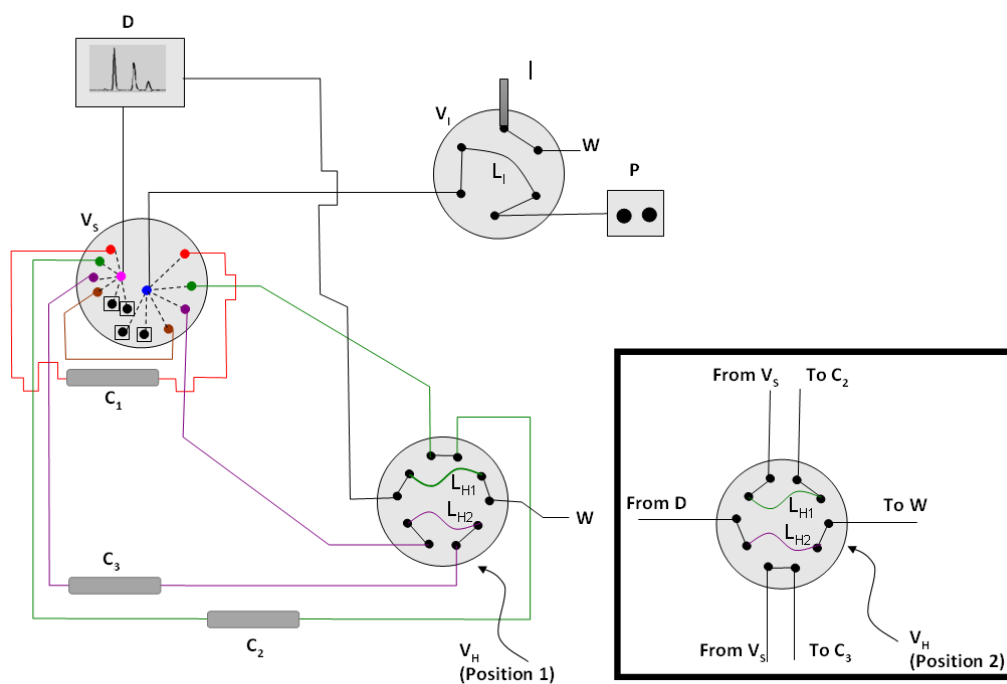 D
I
V_I
W
L_I
P
V_S
C_1
From V_S
To C_2
L_H1
L_H2
W
From D
L_H1
L_H2
To W
C_3
C_2
V_H
(Position 1)
From V_S
To C_3
V_H
(Position 2)